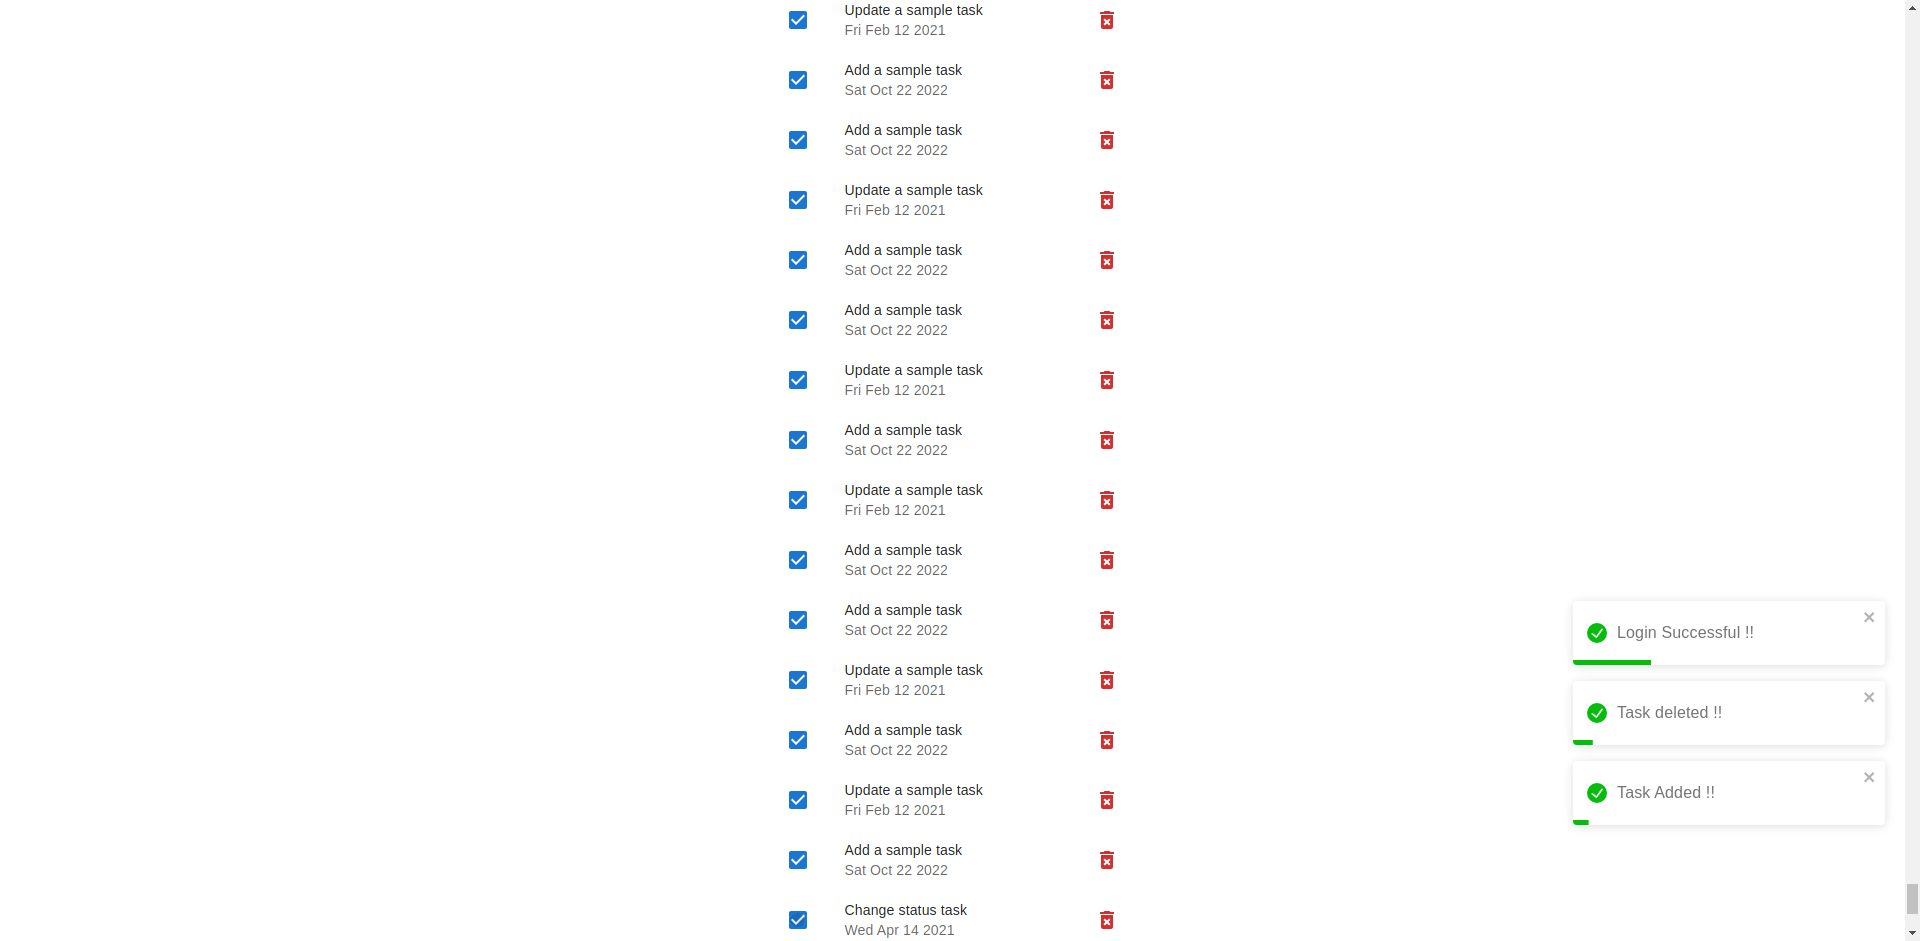 Update a sample task
Fri Feb 12 2021
Add a sample task
Sat Oct 22 2022
Add a sample task
Sat Oct 22 2022
Update a sample task
Fri Feb 12 2021
Add a sample task
Sat Oct 22 2022
Add a sample task
Sat Oct 22 2022
Update a sample task
Fri Feb 12 2021
Add a sample task
Sat Oct 22 2022
Update a sample task
Fri Feb 12 2021
Add a sample task
Sat Oct 22 2022
Add a sample task
Sat Oct 22 2022
Update a sample task
Fri Feb 12 2021
Add a sample task
Sat Oct 22 2022
Update a sample task
Fri Feb 12 2021
Add a sample task
Sat Oct 22 2022
Change status task
Wed Apr 14 2021
Login Successful !!
Task deleted !!
Task Added !!